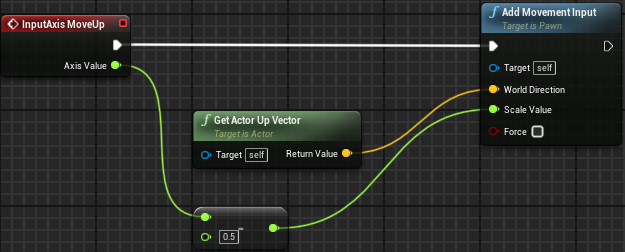 InputAxis MoveUp
Axis Value
f Add Movement Input
Target is Pawn
Target self
World Direction
Scale Value
Force
f Get Actor Up Vector
Target is Actor
Target self
Return Value
0.5